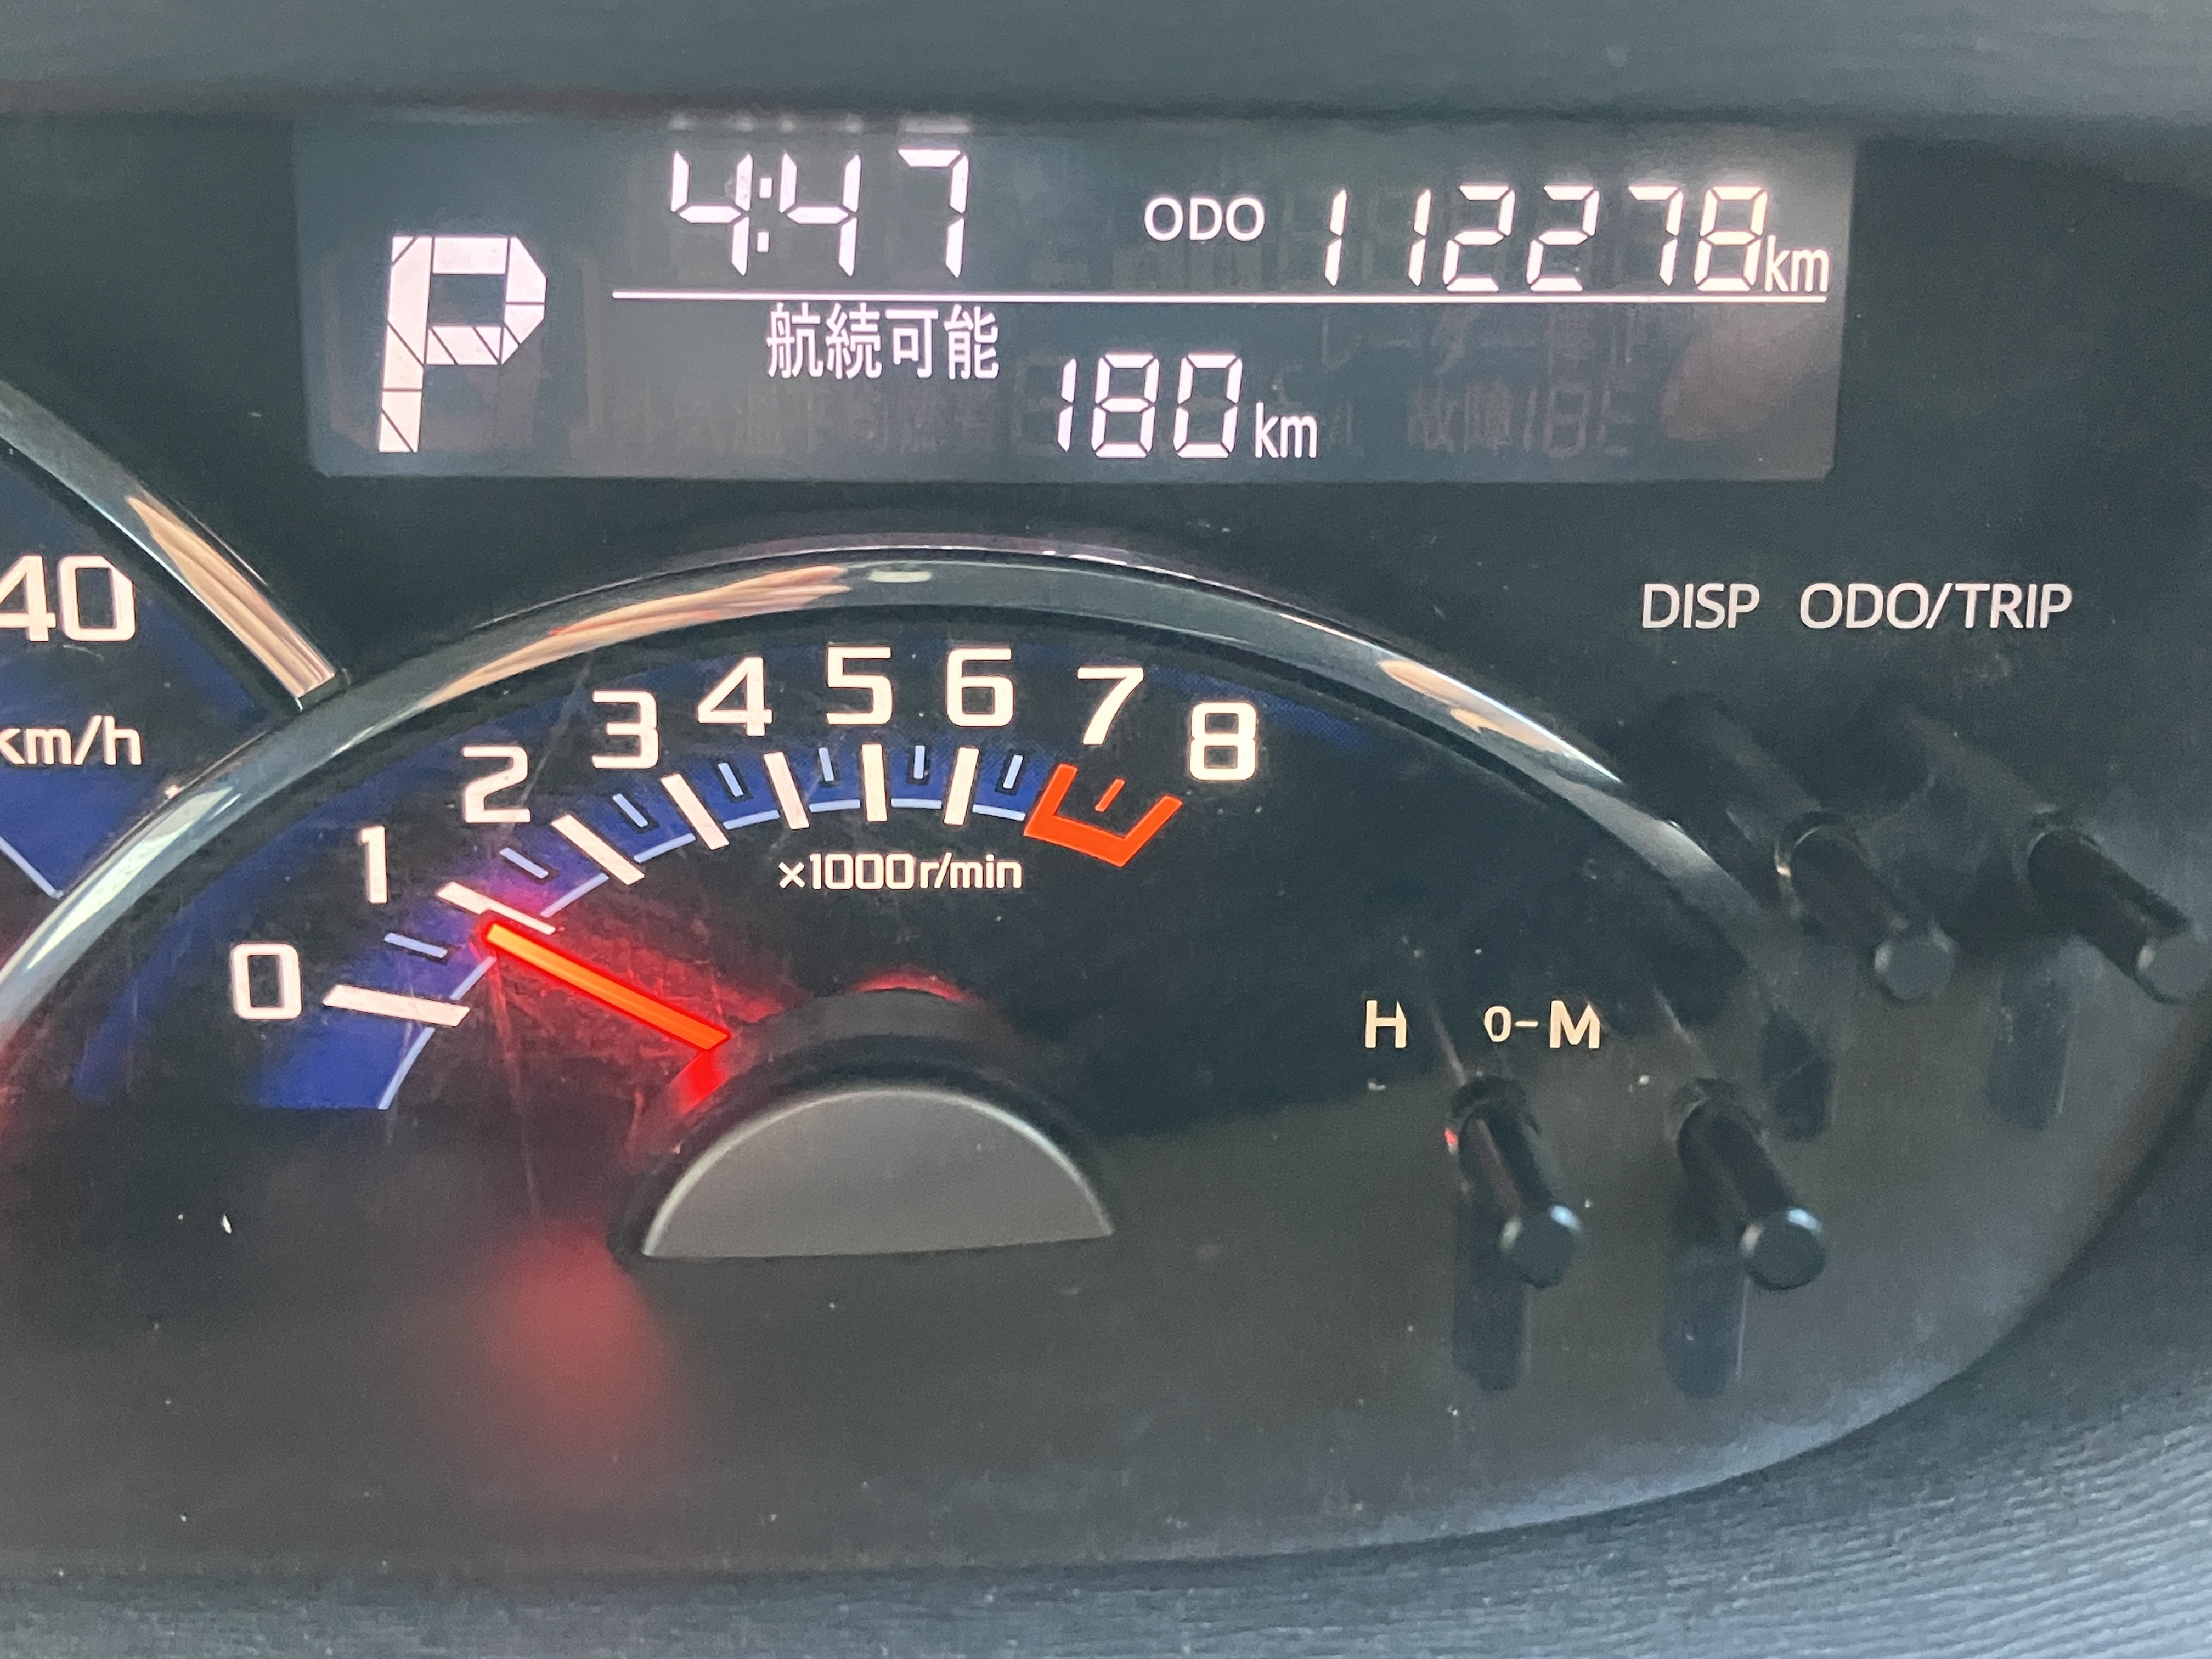 4:47 ODO 112278km
P
航続可能
180km
40
km/h
DISP ODO/TRIP
0 1 2 3 4 5 6 7 8
×1000r/min
H 0-M